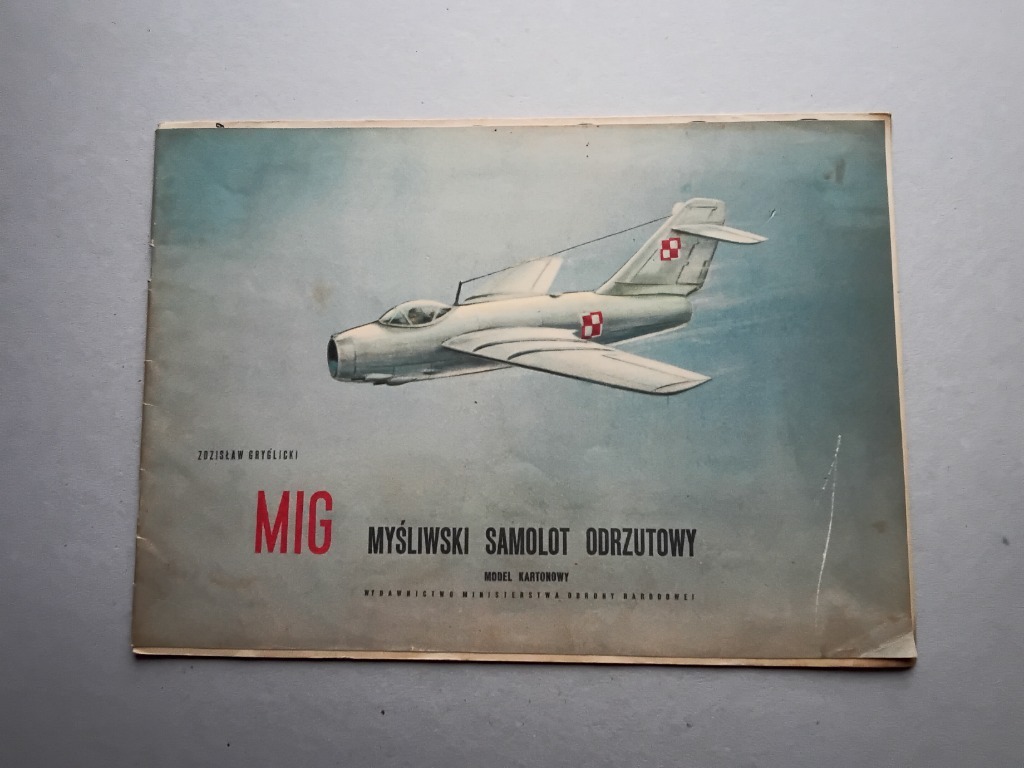 ZDZISŁAW GRYGLICKI
MIG MYŚLIWSKI SAMOLOT ODRZUTOWY
MODEL KARTONOWY
WYDAWNICTWO MINISTERSTWA OBRONY NARODOWEJ